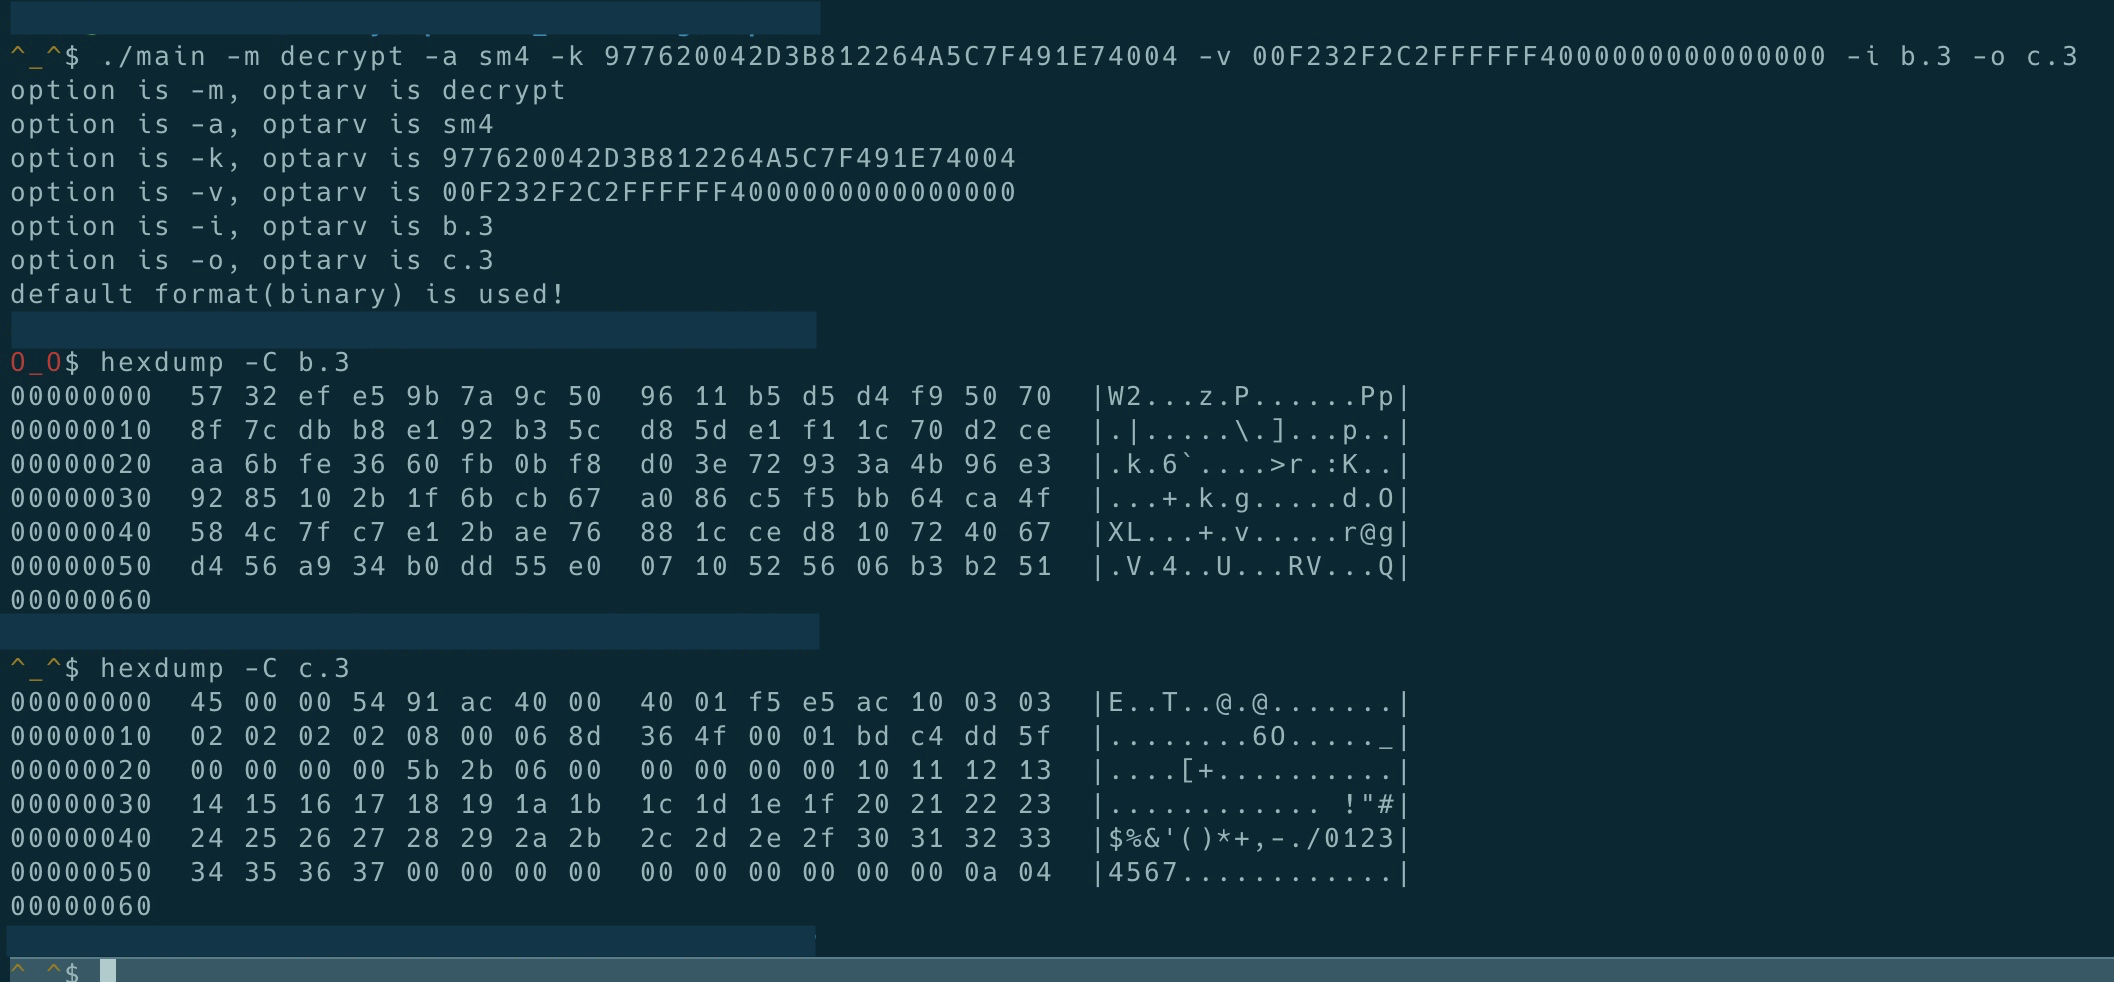 ^_^$ ./main -m decrypt -a sm4 -k 977620042D3B812264A5C7F491E74004 -v 00F232F2C2FFFFFF4000000000000000 -i b.3 -o c.3
option is -m, optarv is decrypt
option is -a, optarv is sm4
option is -k, optarv is 977620042D3B812264A5C7F491E74004
option is -v, optarv is 00F232F2C2FFFFFF4000000000000000
option is -i, optarv is b.3
option is -o, optarv is c.3
default format(binary) is used!
O_O$ hexdump -C b.3
00000000  57 32 ef e5 9b 7a 9c 50  96 11 b5 d5 d4 f9 50 70  |W2...z.P......Pp|
00000010  8f 7c db b8 e1 92 b3 5c  d8 5d e1 f1 1c 70 d2 ce  |.|.....\.]...p..|
00000020  aa 6b fe 36 60 fb 0b f8  d0 3e 72 93 3a 4b 96 e3  |.k.6`....>r.:K..|
00000030  92 85 10 2b 1f 6b cb 67  a0 86 c5 f5 bb 64 ca 4f  |...+.k.g.....d.O|
00000040  58 4c 7f c7 e1 2b ae 76  88 1c ce d8 10 72 40 67  |XL...+.v.....r@g|
00000050  d4 56 a9 34 b0 dd 55 e0  07 10 52 56 06 b3 b2 51  |.V.4..U...RV...Q|
00000060
^_^$ hexdump -C c.3
00000000  45 00 00 54 91 ac 40 00  40 01 f5 e5 ac 10 03 03  |E..T..@.@.......|
00000010  02 02 02 02 08 00 06 8d  36 4f 00 01 bd c4 dd 5f  |........6O....._|
00000020  00 00 00 00 5b 2b 06 00  00 00 00 00 10 11 12 13  |....[+..........|
00000030  14 15 16 17 18 19 1a 1b  1c 1d 1e 1f 20 21 22 23  |............ !"#|
00000040  24 25 26 27 28 29 2a 2b  2c 2d 2e 2f 30 31 32 33  |$%&'()*+,-./0123|
00000050  34 35 36 37 00 00 00 00  00 00 00 00 00 00 0a 04  |4567............|
00000060
^_^$